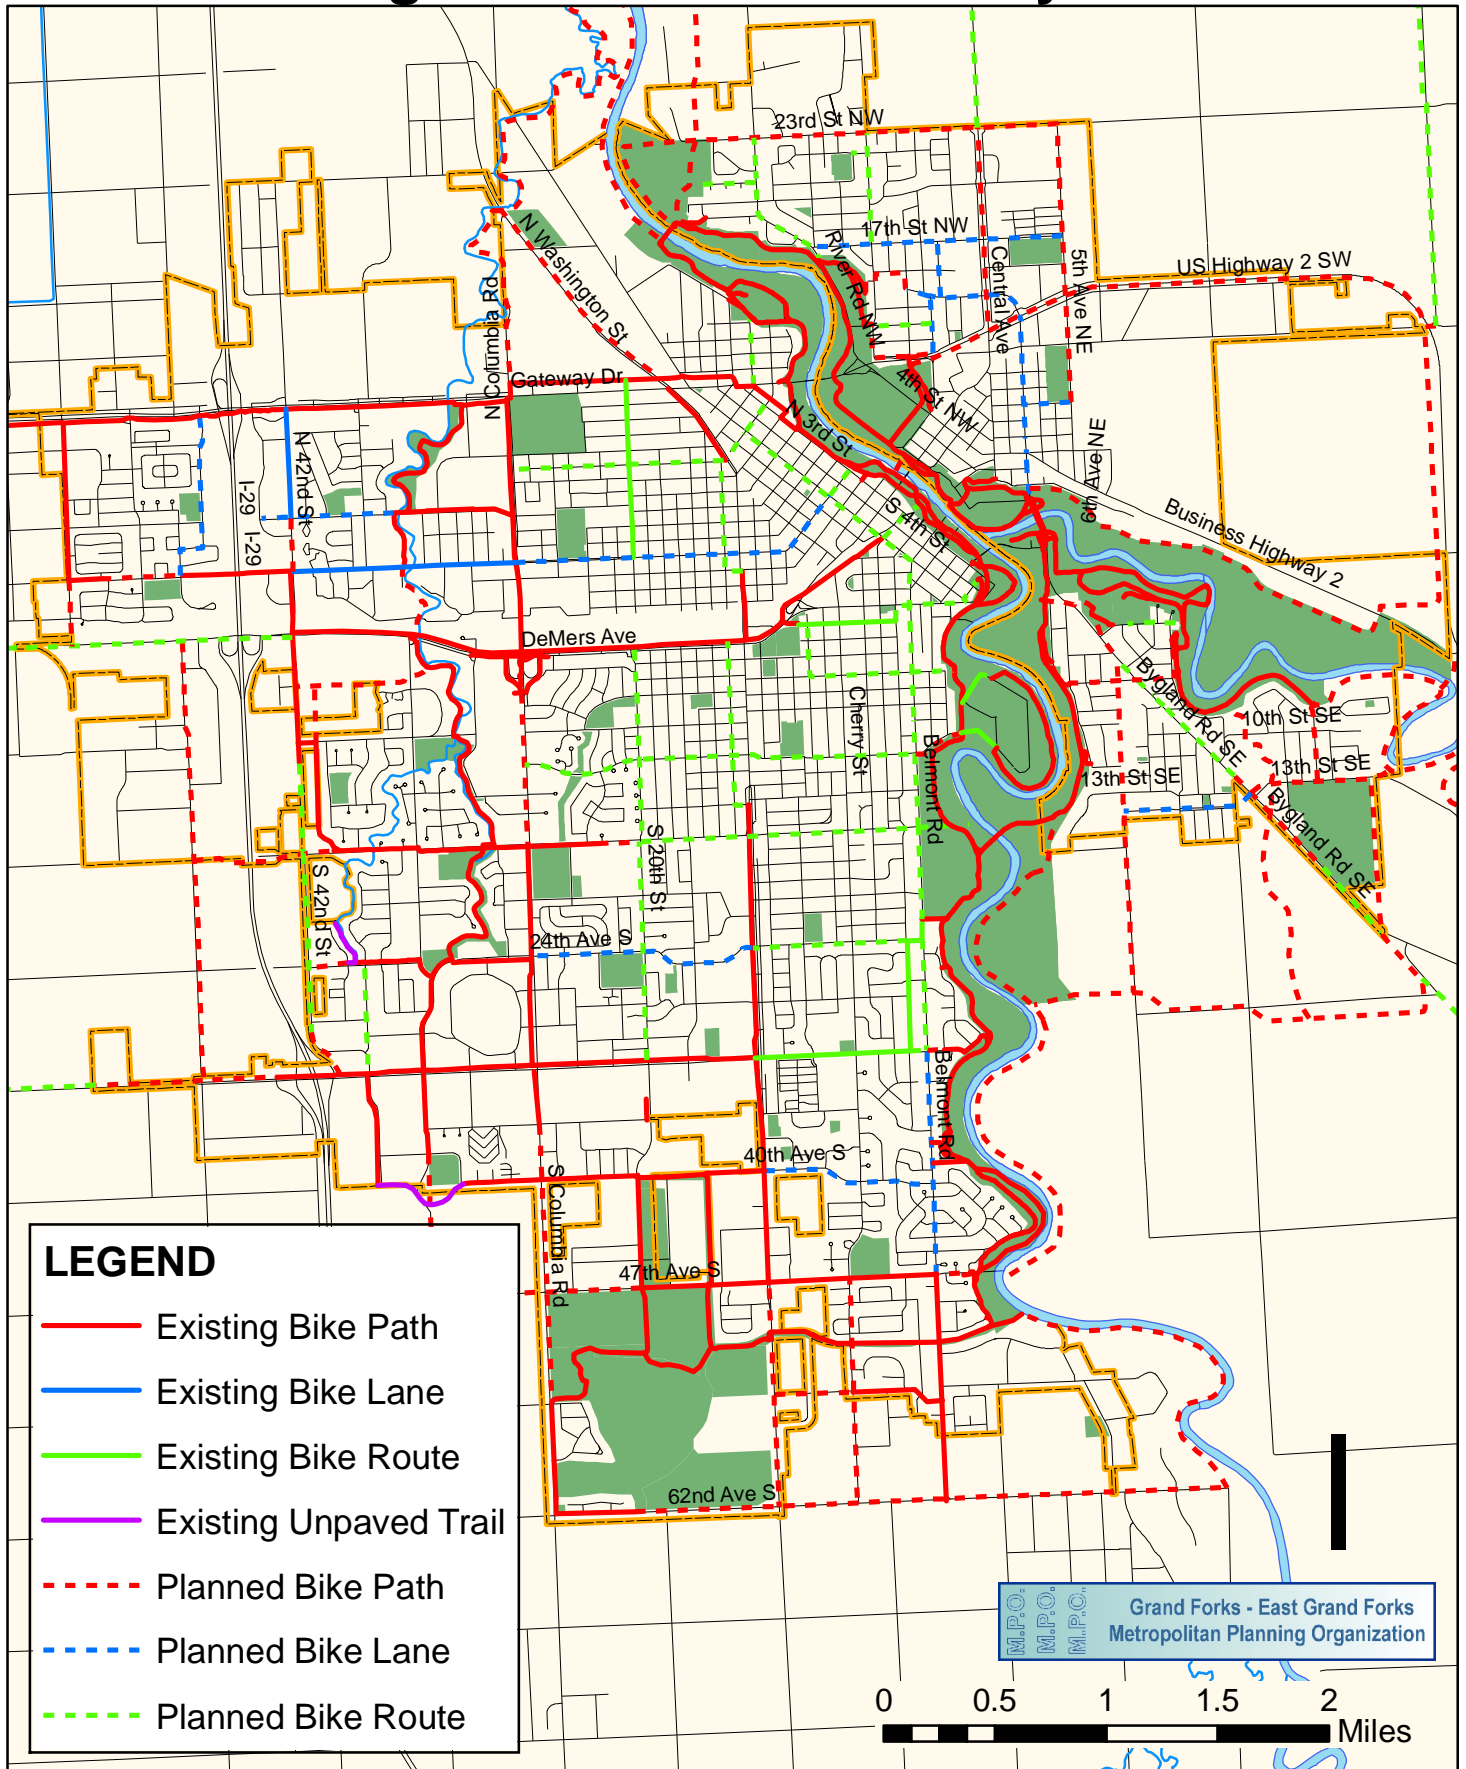 23rd St NW
17th St NW
N Washington St
River Rd NW
Central Ave
5th Ave NE
US Highway 2 SW
N Columbia Rd
Gateway Dr
4th St NW
N 3rd St
N 42nd St
I-29
I-29
S 4th St
Business Highway 2
DeMers Ave
Cherry St
Belmont Rd
Bygland Rd SE
10th St SE
13th St SE
13th St SE
Bygland Rd SE
S 20th St
S 42nd St
24th Ave S
Belmont Rd
40th Ave S
S Columbia Rd
47th Ave S
62nd Ave S
LEGEND
Existing Bike Path
Existing Bike Lane
Existing Bike Route
Existing Unpaved Trail
Planned Bike Path
Planned Bike Lane
Planned Bike Route
M.P.O.
M.P.O.
M.P.O.
Grand Forks - East Grand Forks
Metropolitan Planning Organization
0 0.5 1 1.5 2
Miles